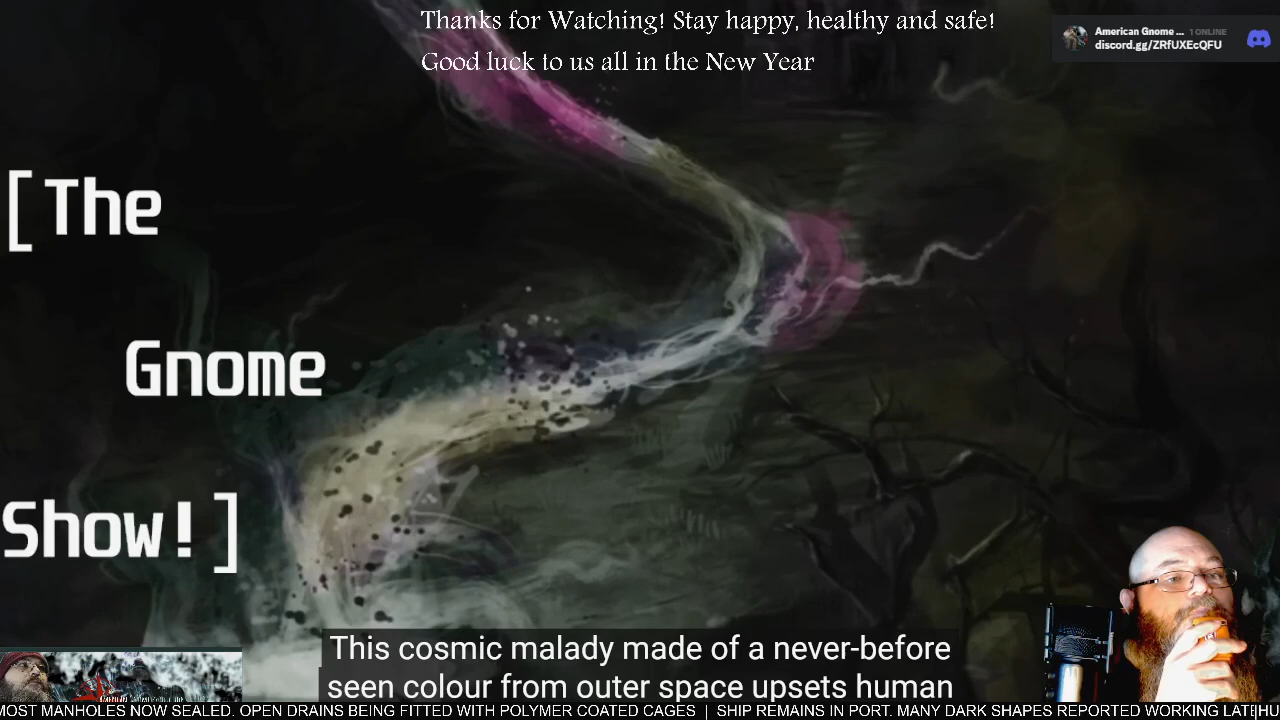 Thanks for Watching! Stay happy, healthy and safe!
Good luck to us all in the New Year
American Gnome ... 1 ONLINE
discord.gg/ZRfUXEcQFU
[ The
Gnome
Show! ]
This cosmic malady made of a never-before
seen colour from outer space upsets human
MOST MANHOLES NOW SEALED. OPEN DRAINS BEING FITTED WITH POLYMER COATED CAGES | SHIP REMAINS IN PORT. MANY DARK SHAPES REPORTED WORKING LATE